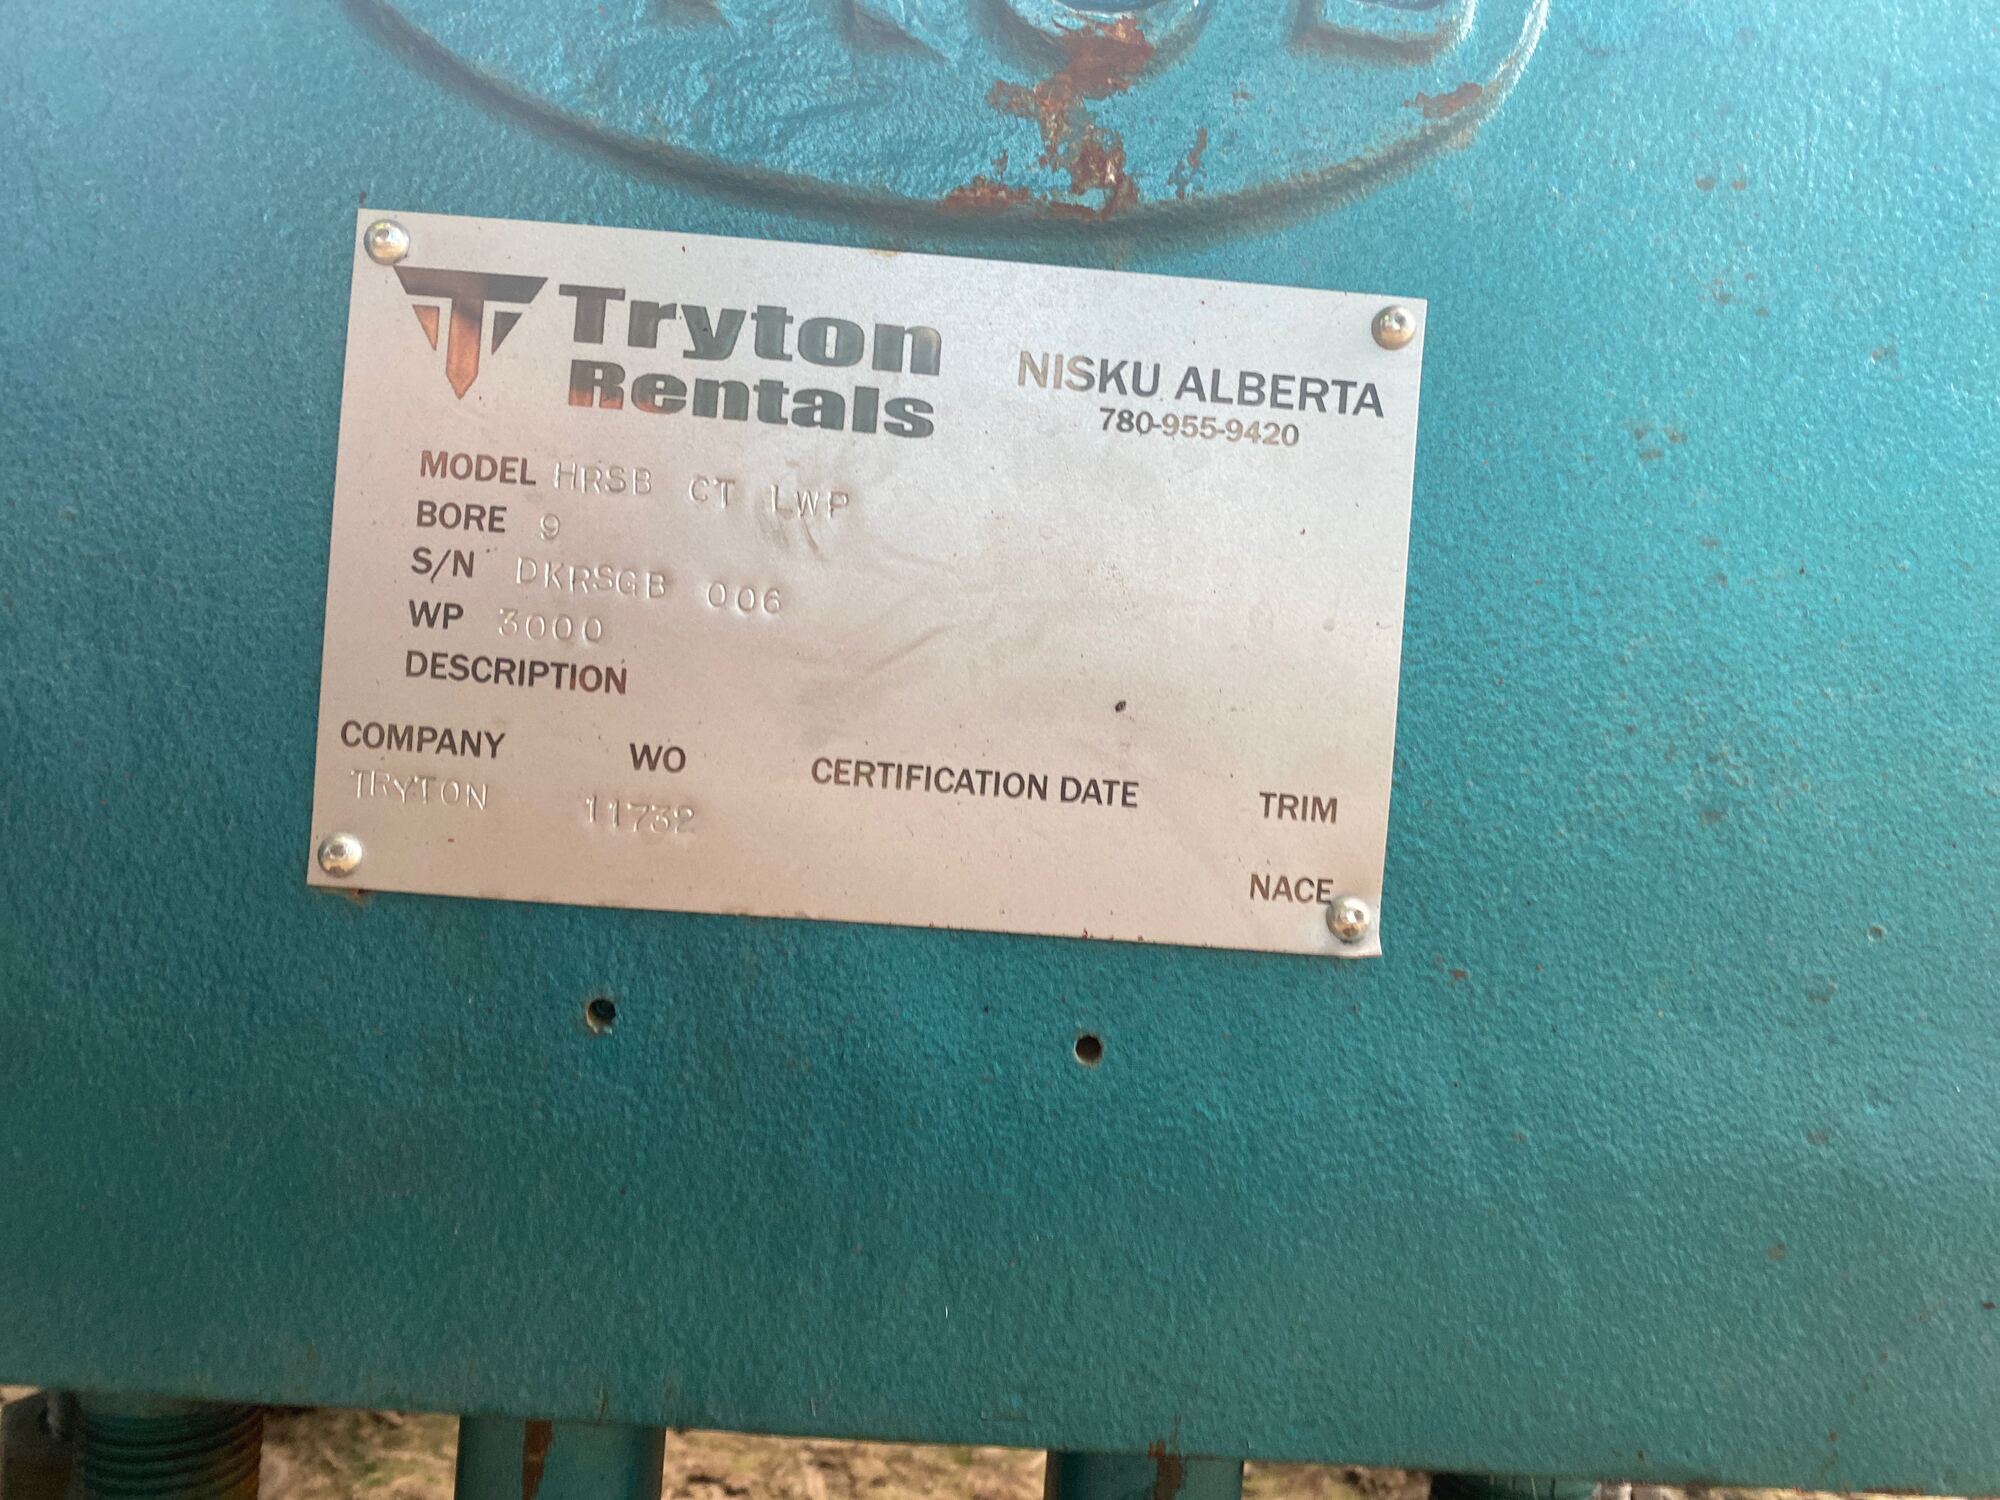 Tryton
Rentals
NISKU ALBERTA
780-955-9420
MODEL HRSB CT LWP
BORE 9
S/N DKRSGB 006
WP 3000
DESCRIPTION
COMPANY WO CERTIFICATION DATE TRIM
TRYTON 11732
NACE